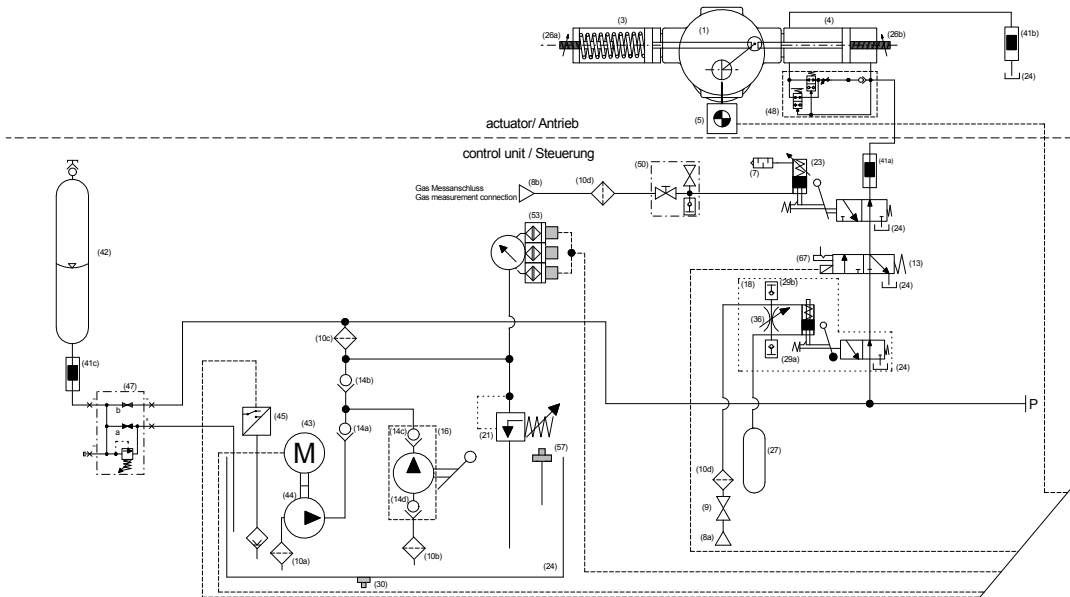 (3)
(4)
(1)
(26a)
(26b)
(41b)
(24)
(48)
(5)
actuator/ Antrieb
control unit / Steuerung
(50)
(7)
(23)
(41a)
Gas Messanschluss
Gas measurement connection
(8b)
(10d)
(53)
(24)
(42)
(67)
(13)
(24)
(18)
(29b)
(36)
(10c)
(29a)
(24)
(41c)
(14b)
(47)
b
a
(45)
(43)
M
(14a)
(14c)
(16)
(21)
(57)
P
(27)
(10d)
(44)
(14d)
(9)
(10a)
(10b)
(24)
(8a)
(30)